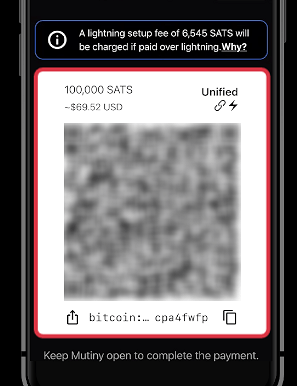 A lightning setup fee of 6,545 SATS will
be charged if paid over lightning.Why?
100,000 SATS
Unified
~$69.52 USD
bitcoin:… cpa4fwfp
Keep Mutiny open to complete the payment.